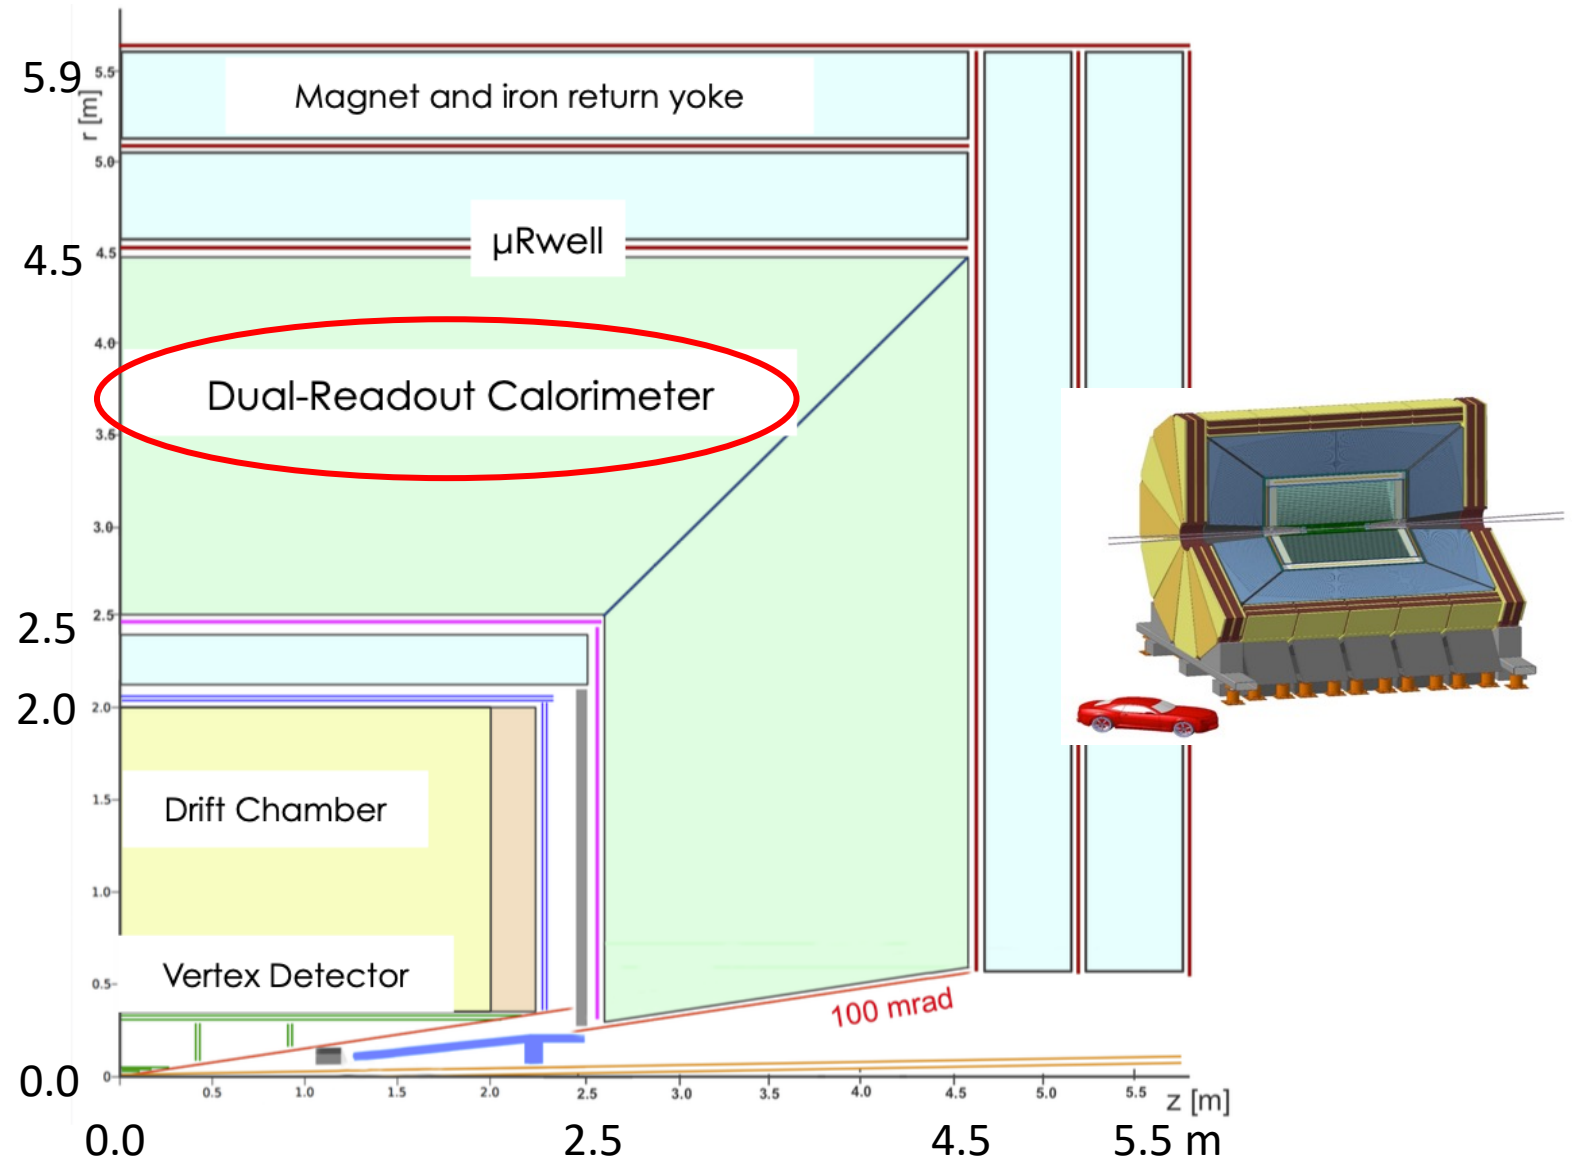 5.9
5.5
r [m]
Magnet and iron return yoke
5.0
µRwell
4.5
4.5
4.0
Dual-Readout Calorimeter
3.5
3.0
2.5
2.5
2.0
2.0
1.5
Drift Chamber
1.0
Vertex Detector
0.5
100 mrad
0.0
0
0.5 1.0 1.5 2.0 2.5 3.0 3.5 4.0 4.5 5.0 5.5
z [m]
0.0 2.5 4.5 5.5 m